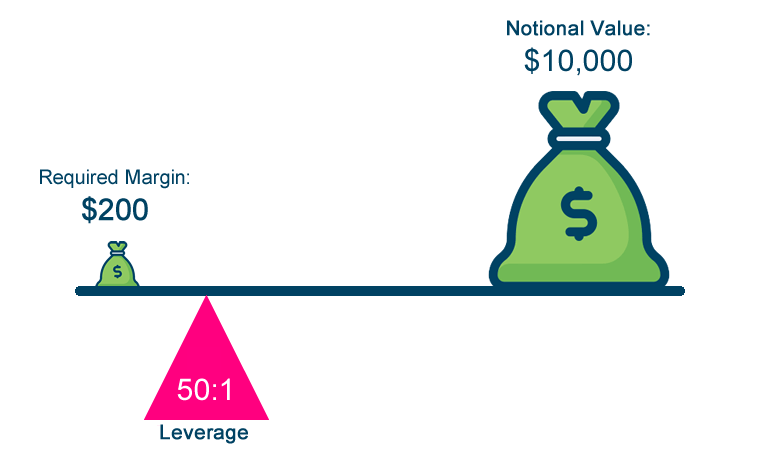 Notional Value:
$10,000
Required Margin:
$200
$
$
50:1
Leverage